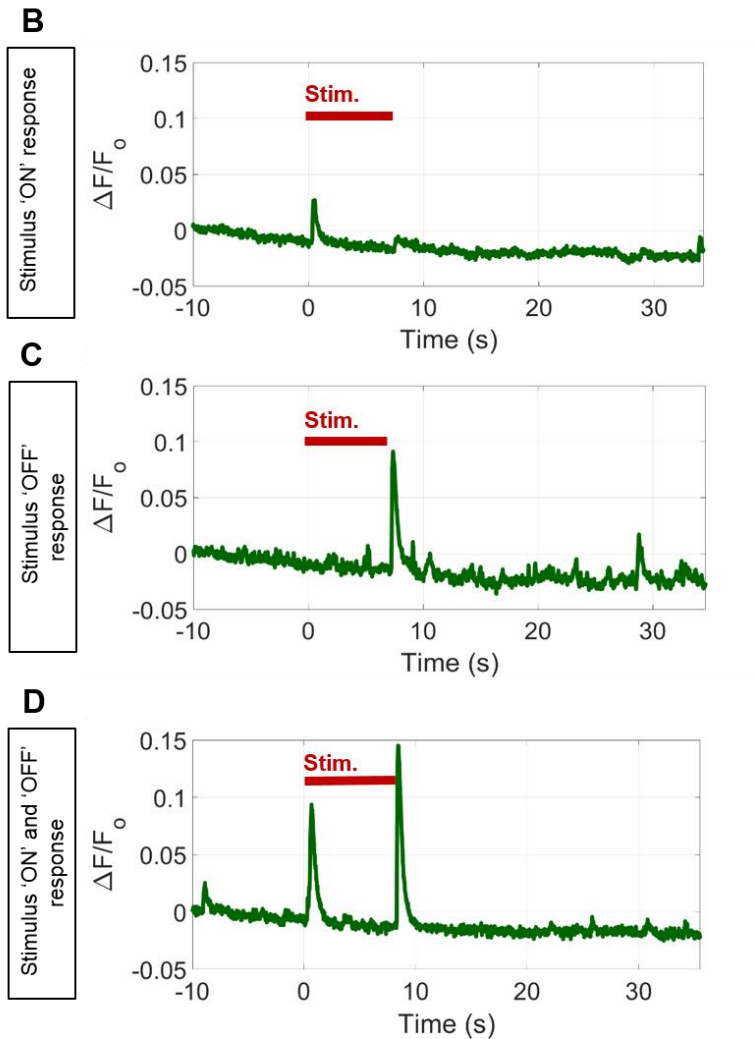 B
Stimulus ‘ON’ response
ΔF/Fo
0.15
0.1
0.05
0
-0.05
Stim.
-10 0 10 20 30
Time (s)
C
Stimulus ‘OFF’
response
ΔF/Fo
0.15
0.1
0.05
0
-0.05
Stim.
-10 0 10 20 30
Time (s)
D
Stimulus ‘ON’ and ‘OFF’
response
ΔF/Fo
0.15
0.1
0.05
0
-0.05
Stim.
-10 0 10 20 30
Time (s)